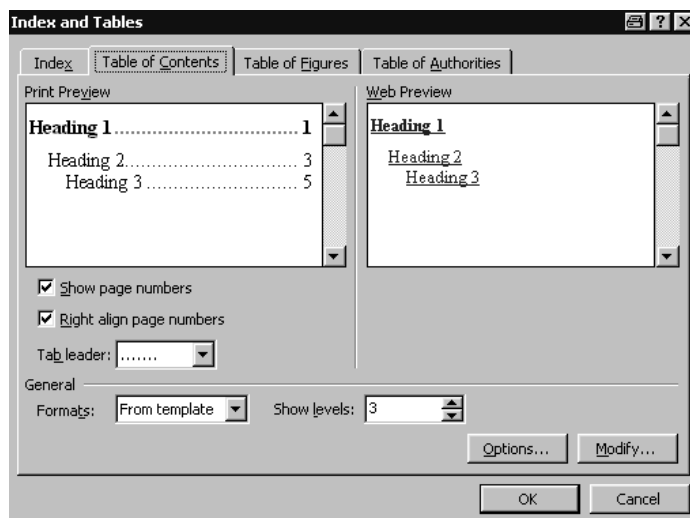 Index and Tables
Index Table of Contents Table of Figures Table of Authorities
Print Preview
Heading 1........................................1
Heading 2.................................. 3
Heading 3 ............................. 5
Web Preview
Heading 1
Heading 2
Heading 3
Show page numbers
Right align page numbers
Tab leader: .......
General
Formats: From template Show levels: 3
Options... Modify...
OK Cancel